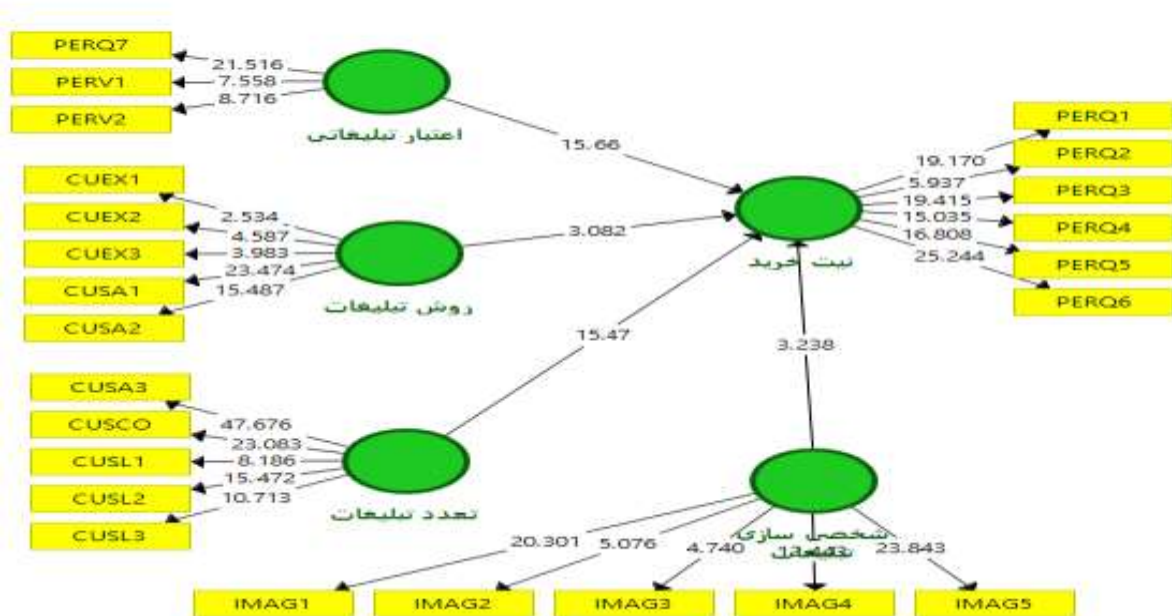 PERQ7
PERV1
PERV2
21.516
7.558
8.716
اعتبار تبلیغاتی
15.66
CUEX1
CUEX2
CUEX3
CUSA1
CUSA2
2.534
4.587
3.983
23.474
15.487
روش تبلیغات
3.082
نیت خرید
19.170
5.937
19.415
15.035
16.808
25.244
PERQ1
PERQ2
PERQ3
PERQ4
PERQ5
PERQ6
CUSA3
CUSCO
CUSL1
CUSL2
CUSL3
47.676
23.083
8.186
15.472
10.713
تعدد تبلیغات
15.47
3.238
شخصی سازی
تبلیغات
20.301
5.076
4.740
23.843
IMAG1
IMAG2
IMAG3
IMAG4
IMAG5